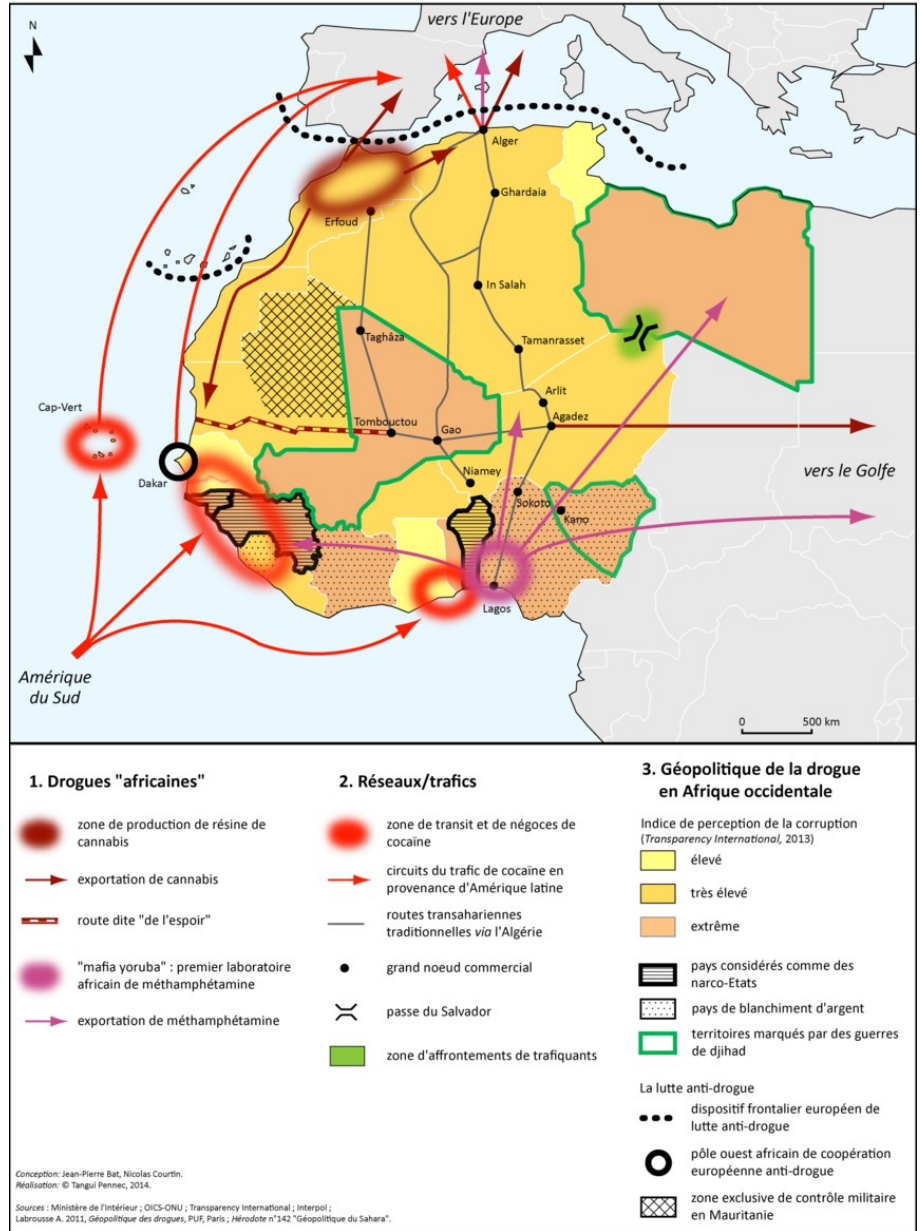 N
vers l'Europe
Alger
Ghardaia
Erfoud
In Salah
Taghâza
Tamanrasset
Cap-Vert
Arlit
Tombouctou
Gao
Agadez
Dakar
Niamey
vers le Golfe
Sokoto
Kano
Lagos
Amérique
du Sud
0
500 km
1. Drogues "africaines"
zone de production de résine de
cannabis
exportation de cannabis
route dite "de l'espoir"
"mafia yoruba" : premier laboratoire
africain de méthamphétamine
exportation de méthamphétamine
2. Réseaux/trafics
zone de transit et de négoces de
cocaïne
circuits du trafic de cocaïne en
provenance d'Amérique latine
routes transahariennes
traditionnelles via l'Algérie
grand noeud commercial
passe du Salvador
zone d'affrontements de trafiquants
3. Géopolitique de la drogue
en Afrique occidentale
Indice de perception de la corruption
(Transparency International, 2013)
élevé
très élevé
extrême
pays considérés comme des
narco-Etats
pays de blanchiment d'argent
territoires marqués par des guerres
de djihad
La lutte anti-drogue
dispositif frontalier européen de
lutte anti-drogue
pôle ouest africain de coopération
européenne anti-drogue
zone exclusive de contrôle militaire
en Mauritanie
Conception: Jean-Pierre Bat, Nicolas Courtin.
Réalisation: © Tangui Pennec, 2014.
Sources : Ministère de l'Intérieur ; OICS-ONU ; Transparency International ; Interpol ;
Labrousse A. 2011, Géopolitique des drogues, PUF, Paris ; Hérodote n°142 "Géopolitique du Sahara".